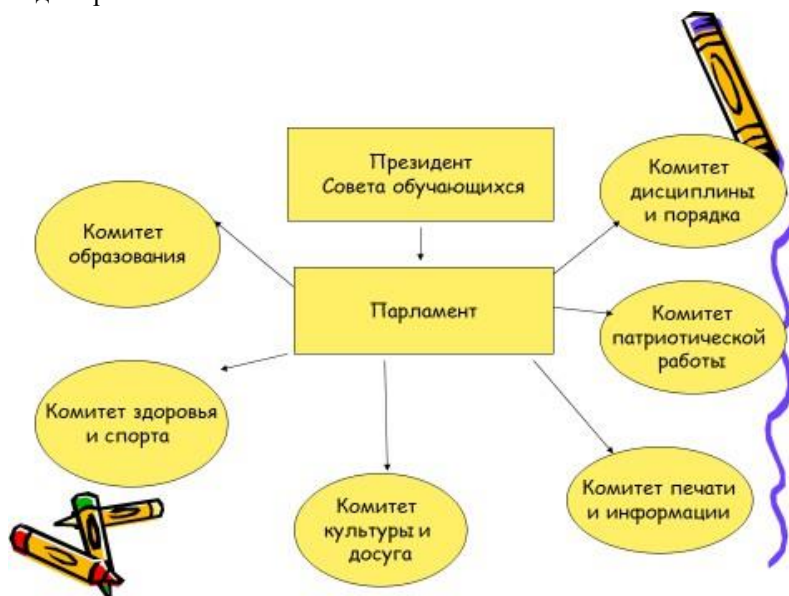 Президент
Совета обучающихся
Комитет
дисциплины
и порядка
Комитет
образования
Парламент
Комитет
патриотической
работы
Комитет здоровья
и спорта
Комитет
культуры и
досуга
Комитет печати
и информации